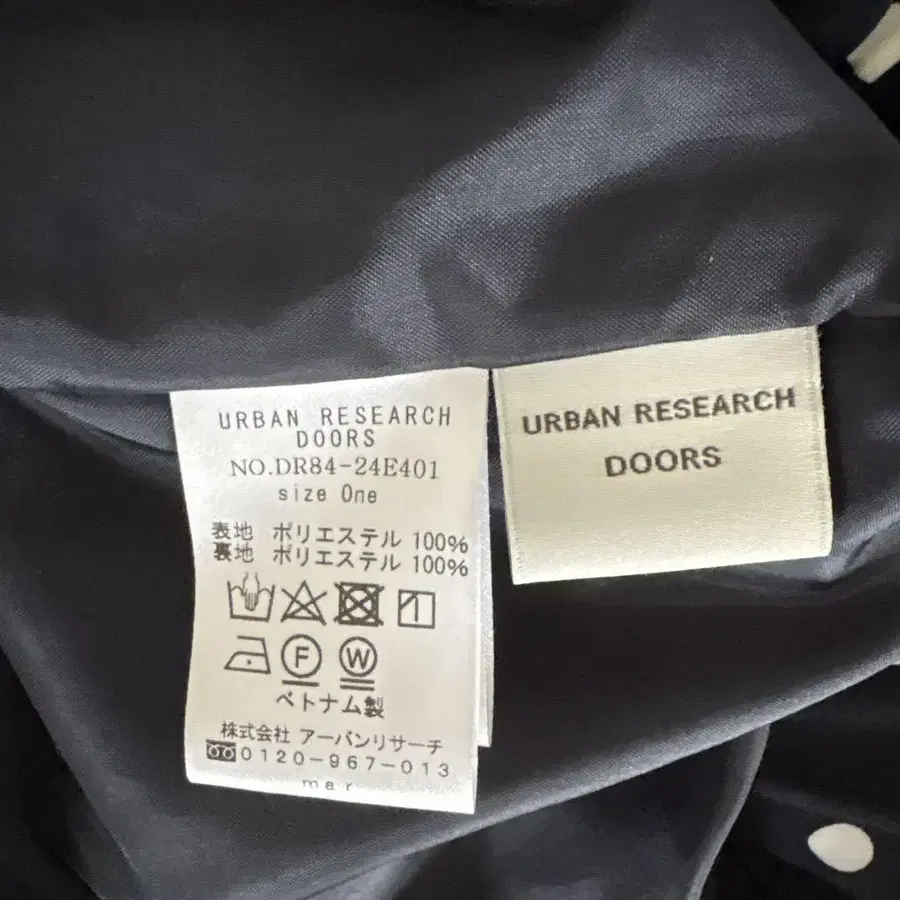 URBAN RESEARCH
DOORS
NO.DR84-24E401
size One
表地 ポリエステル 100%
裏地 ポリエステル 100%
F W
ベトナム製
株式会社 アーバンリサーチ
0120-967-013
mar
URBAN RESEARCH
DOORS